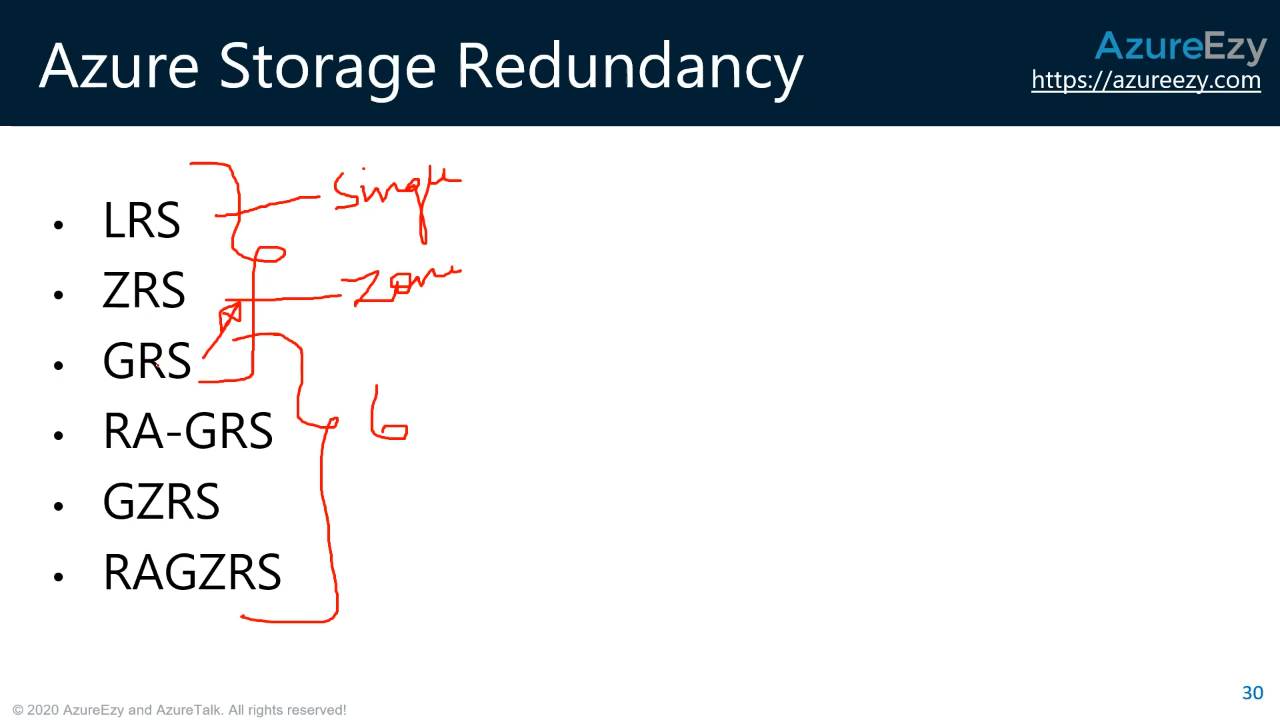 Azure Storage Redundancy
AzureEzy
https://azureezy.com
• LRS
• ZRS
• GRS
• RA-GRS
• GZRS
• RAGZRS
Single
Zone
© 2020 AzureEzy and AzureTalk. All rights reserved!
30